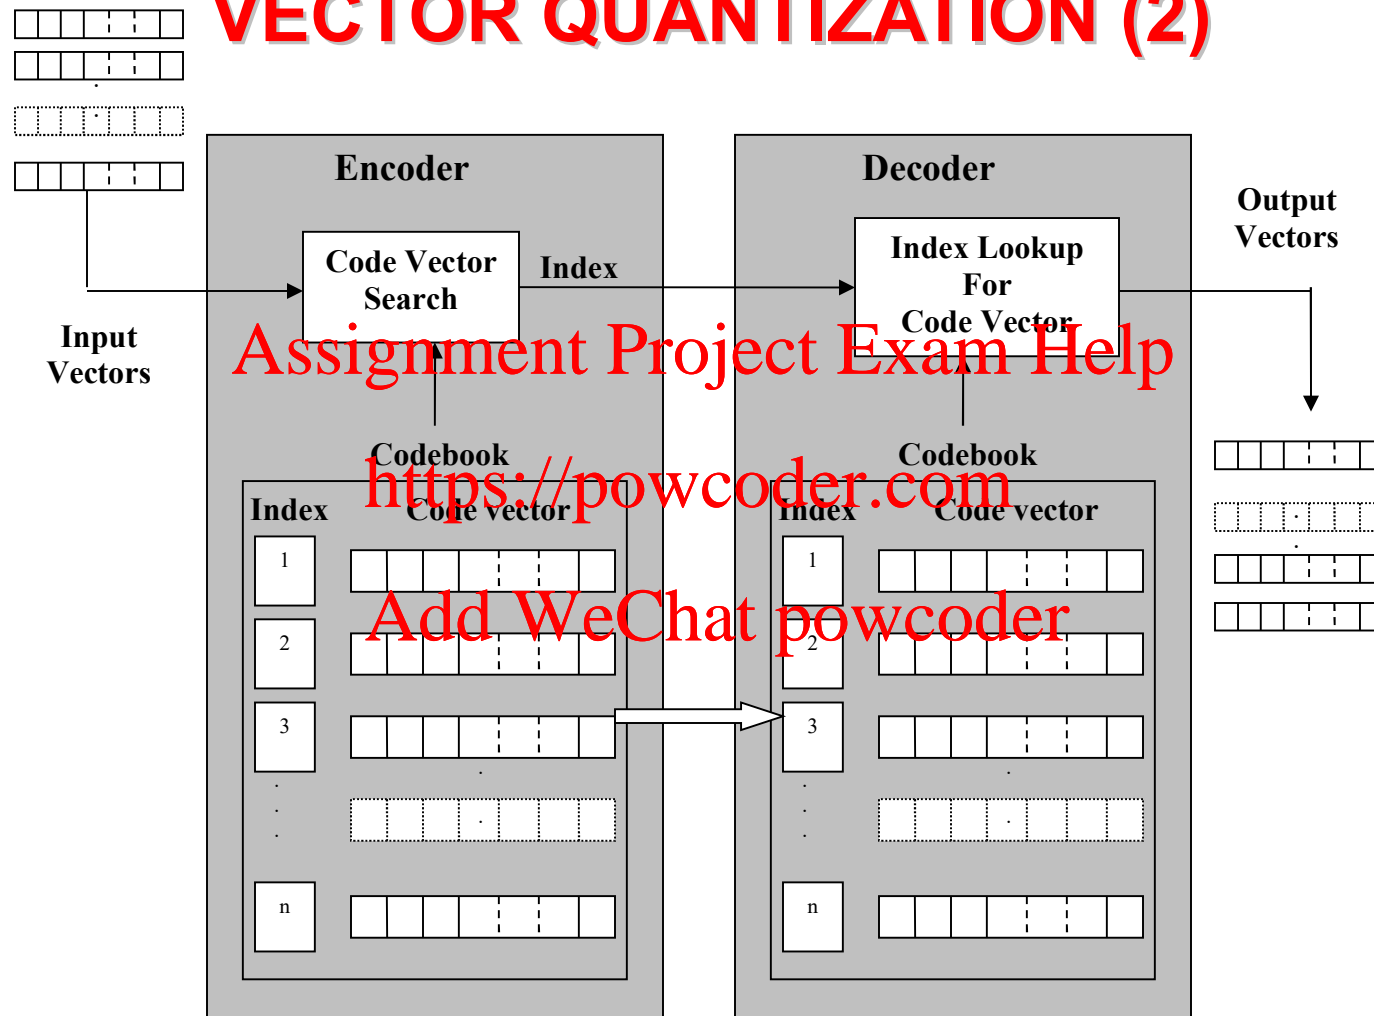 VECTOR QUANTIZATION (2)
Encoder
Decoder
Output
Vectors
Code Vector
Search
Index
Index Lookup
For
Code Vector
Input
Vectors
Assignment Project Exam Help
Codebook
Codebook
https://powcoder.com
Index
Code vector
Index
Code vector
1
1
Add WeChat powcoder
2
2
3
3
n
n